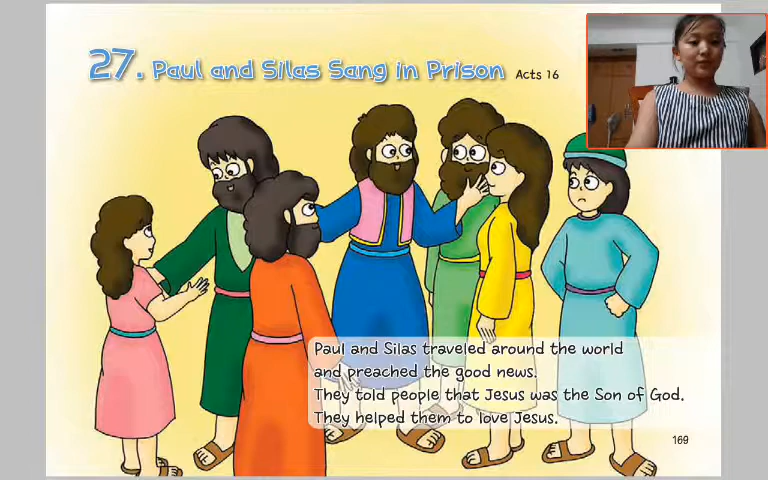 27. Paul and Silas Sang in Prison Acts 16
Paul and Silas traveled around the world
and preached the good news.
They told people that Jesus was the Son of God.
They helped them to love Jesus.
169